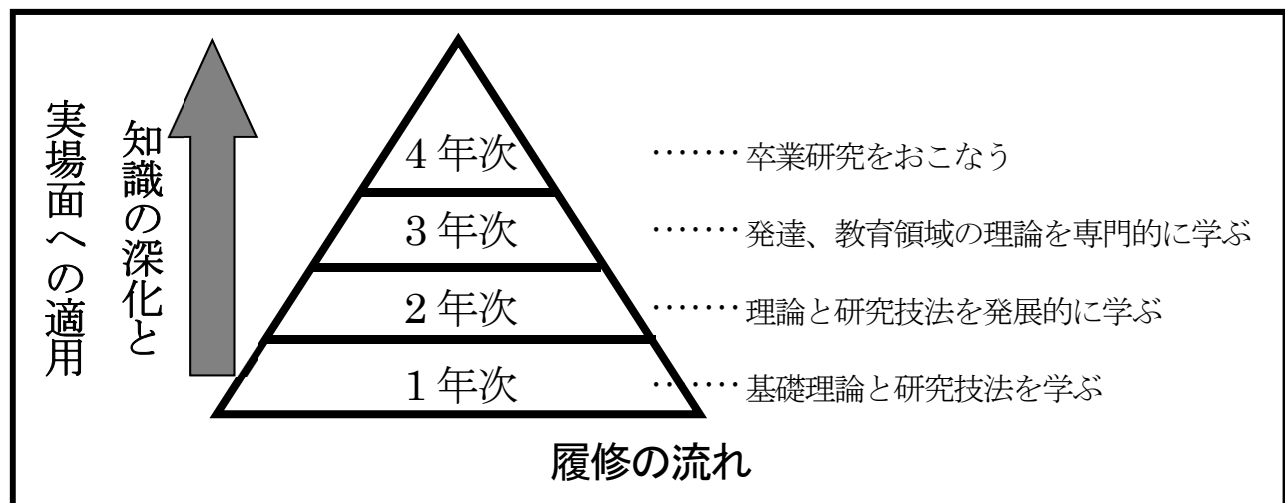 知識の深化と
実場面への適用
4年次
‥‥‥‥卒業研究をおこなう
3年次
‥‥‥‥発達、教育領域の理論を専門的に学ぶ
2年次
‥‥‥‥理論と研究技法を発展的に学ぶ
1年次
‥‥‥‥基礎理論と研究技法を学ぶ
履修の流れ